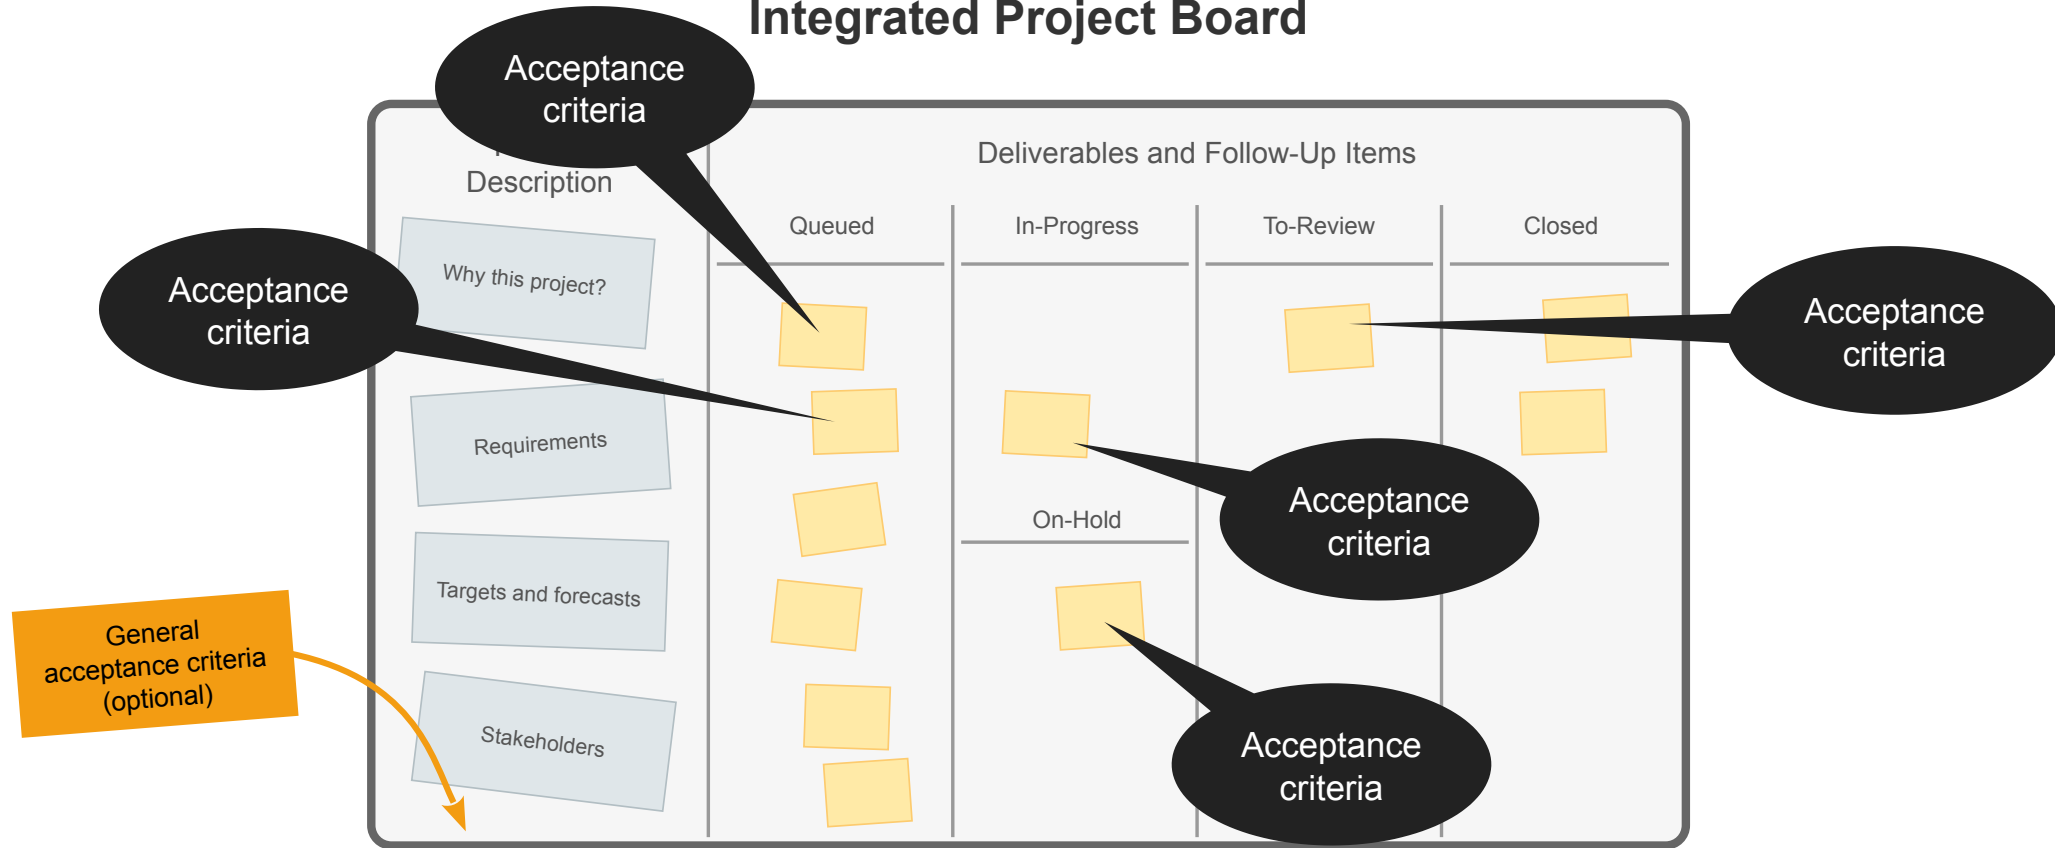 Integrated Project Board
Acceptance
criteria
Description
Deliverables and Follow-Up Items
Queued
In-Progress
To-Review
Closed
Why this project?
Acceptance
criteria
Acceptance
criteria
Requirements
Acceptance
criteria
On-Hold
Targets and forecasts
General
acceptance criteria
(optional)
Stakeholders
Acceptance
criteria